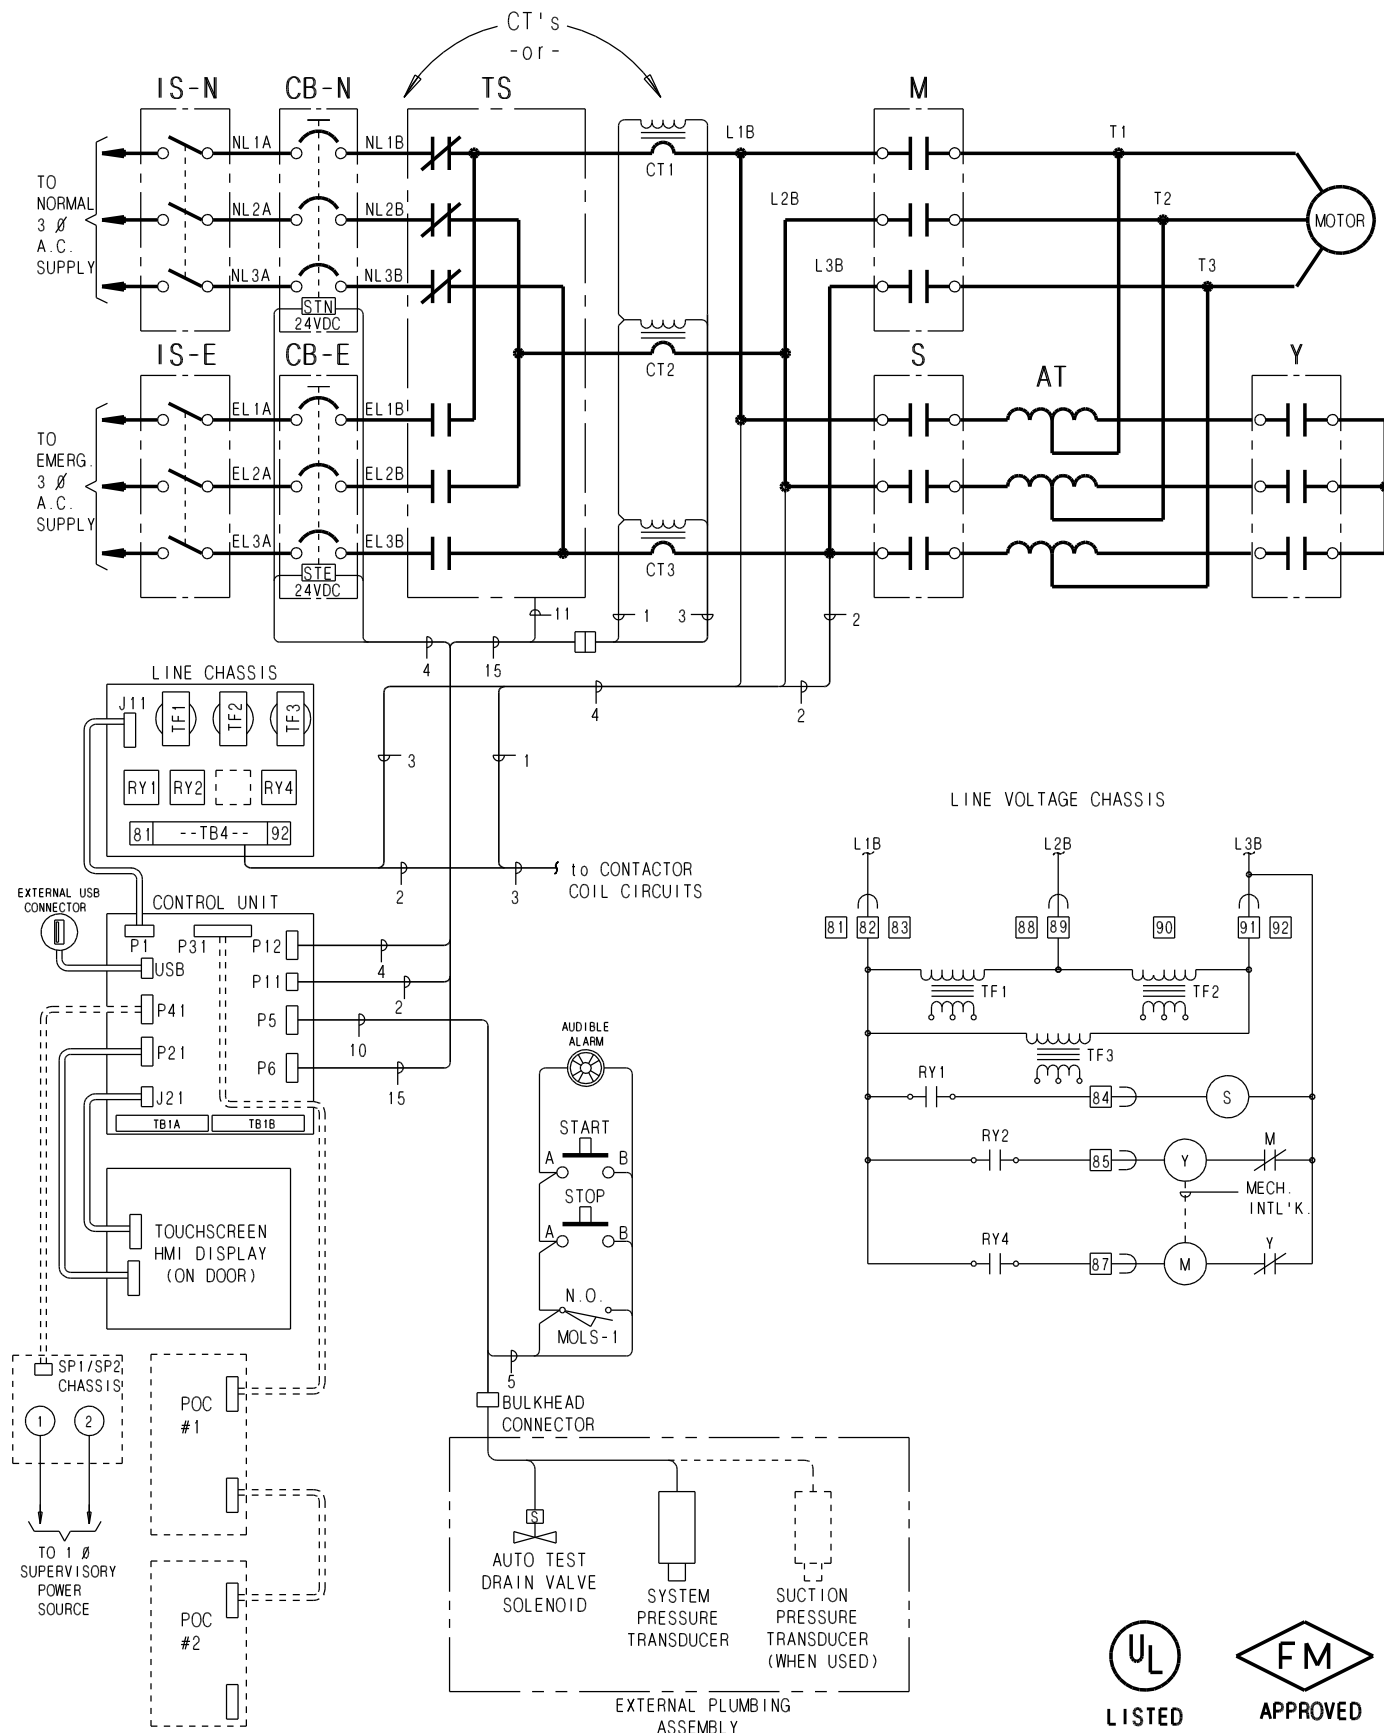 CT's
-or-
IS-N
CB-N
TS
M
TO
NORMAL
3 Ø
A.C.
SUPPLY
NL1A
NL1B
NL2A
NL2B
NL3A
NL3B
STN
24VDC
CT1
L1B
L2B
L3B
T1
T2
T3
MOTOR
IS-E
CB-E
CT2
S
AT
Y
TO
EMERG.
3 Ø
A.C.
SUPPLY
EL1A
EL1B
EL2A
EL2B
EL3A
EL3B
STE
24VDC
CT3
11
1
3
2
4
15
4
2
LINE CHASSIS
J11
TF1
TF2
TF3
RY1
RY2
RY4
81
--TB4--
92
3
1
2
3
to CONTACTOR
COIL CIRCUITS
LINE VOLTAGE CHASSIS
L1B
L2B
L3B
81
82
83
88
89
90
91
92
TF1
TF2
TF3
RY1
84
S
RY2
85
Y
M
MECH.
INTL'K.
RY4
87
M
Y
EXTERNAL USB
CONNECTOR
CONTROL UNIT
P1
P31
P12
4
USB
P11
2
P41
P5
10
P21
P6
15
J21
TB1A
TB1B
AUDIBLE
ALARM
START
A
B
STOP
A
B
N.O.
MOLS-1
5
TOUCHSCREEN
HMI DISPLAY
(ON DOOR)
SP1/SP2
CHASSIS
1
2
TO 1 Ø
SUPERVISORY
POWER
SOURCE
POC
#1
POC
#2
BULKHEAD
CONNECTOR
S
AUTO TEST
DRAIN VALVE
SOLENOID
SYSTEM
PRESSURE
TRANSDUCER
SUCTION
PRESSURE
TRANSDUCER
(WHEN USED)
EXTERNAL PLUMBING
ASSEMBLY
UL
LISTED
FM
APPROVED